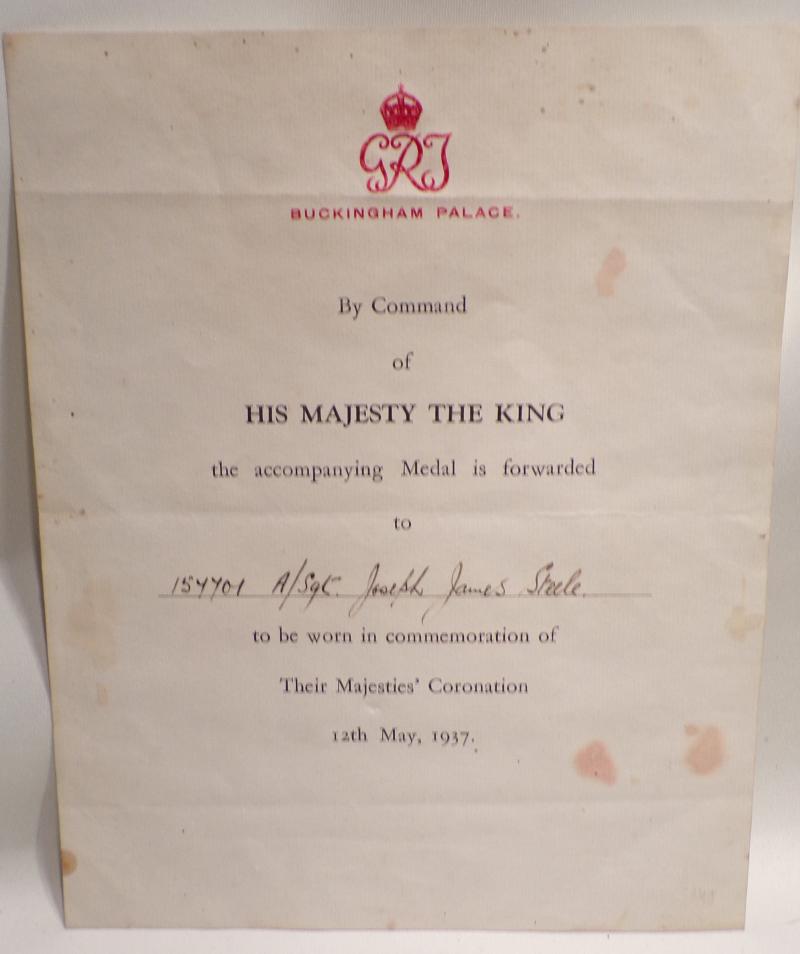 GRI
BUCKINGHAM PALACE.
By Command
of
HIS MAJESTY THE KING
the accompanying Medal is forwarded
to
154701 A/Sgt. Joseph James Steele.
to be worn in commemoration of
Their Majesties' Coronation
12th May, 1937.